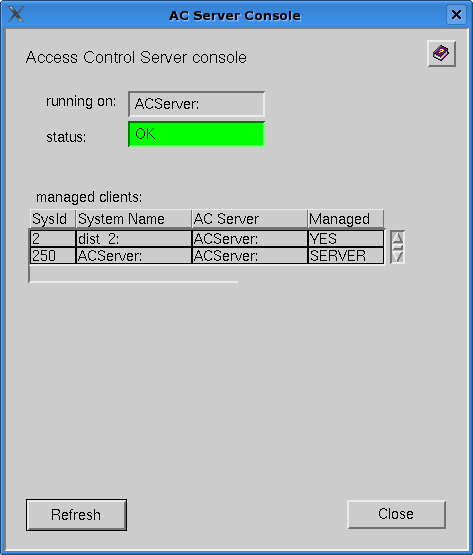 AC Server Console
Access Control Server console
running on: ACServer:
status: OK
managed clients:
SysId System Name AC Server Managed
2 dist_2: ACServer: YES
250 ACServer: ACServer: SERVER
Refresh Close